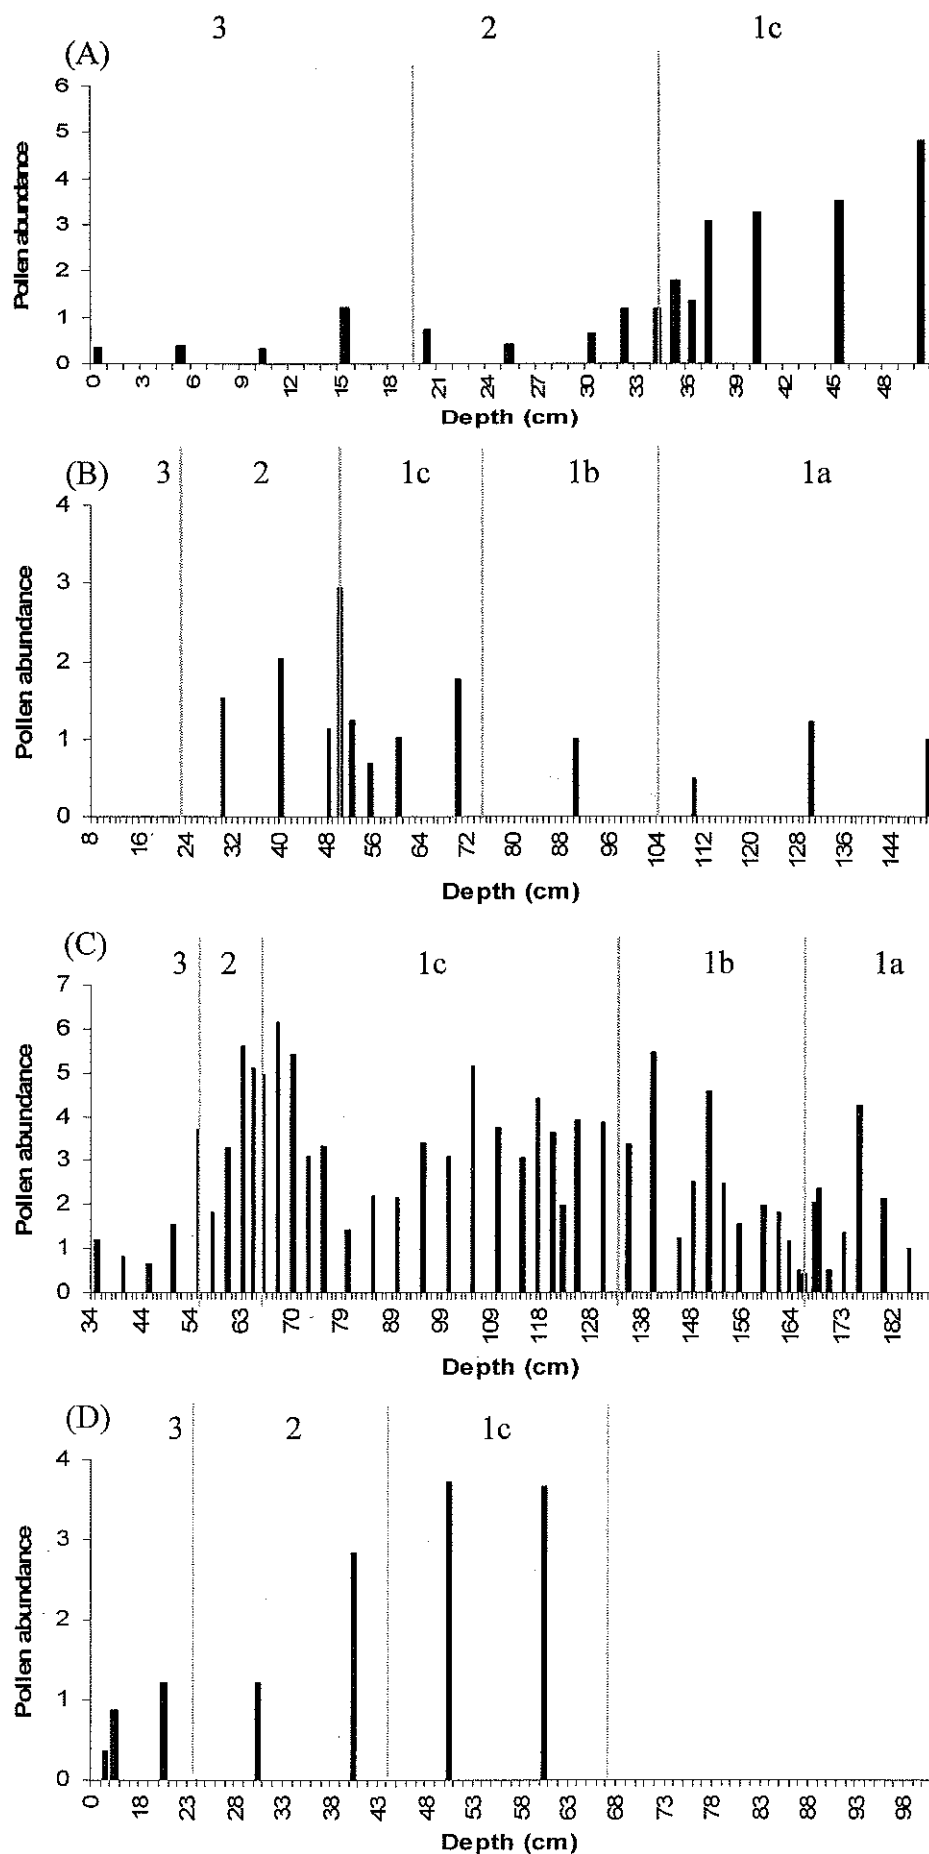 3 2 1c
(A)
6
5
4
3
2
1
0
Pollen abundance
0 3 6 9 12 15 18 21 24 27 30 33 36 39 42 45 48
Depth (cm)
(B)
3 2 1c 1b 1a
4
3
2
1
0
Pollen abundance
8 16 24 32 40 48 56 64 72 80 88 96 104 112 120 128 136 144
Depth (cm)
(C)
3 2 1c 1b 1a
7
6
5
4
3
2
1
0
Pollen abundance
34 44 54 63 70 79 89 99 109 118 128 138 148 156 164 173 182
Depth (cm)
(D)
3 2 1c
4
3
2
1
0
Pollen abundance
0 18 23 28 33 38 43 48 53 58 63 68 73 78 83 88 93 98
Depth (cm)